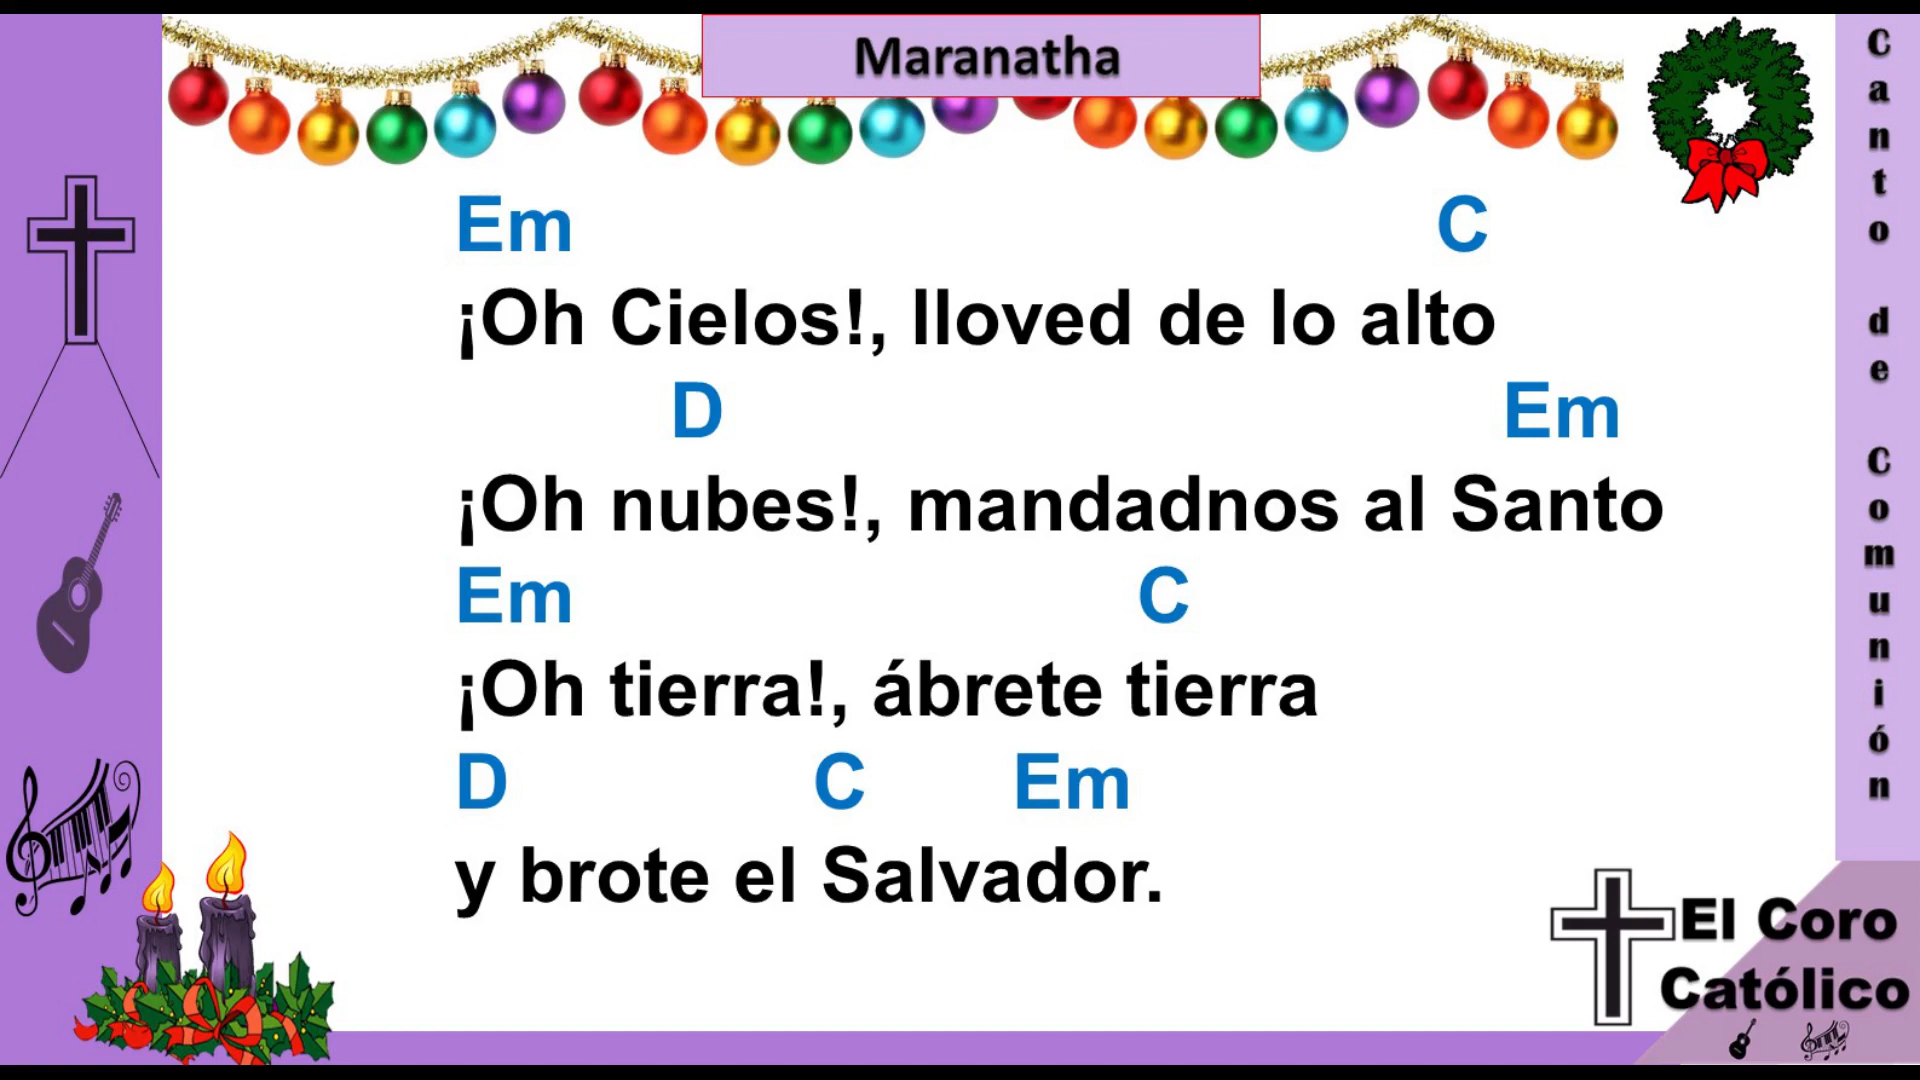 Maranatha
Em C
¡Oh Cielos!, lloved de lo alto
D Em
¡Oh nubes!, mandadnos al Santo
Em C
¡Oh tierra!, ábrete tierra
D C Em
y brote el Salvador.
Canto de Comunión
El Coro
Católico